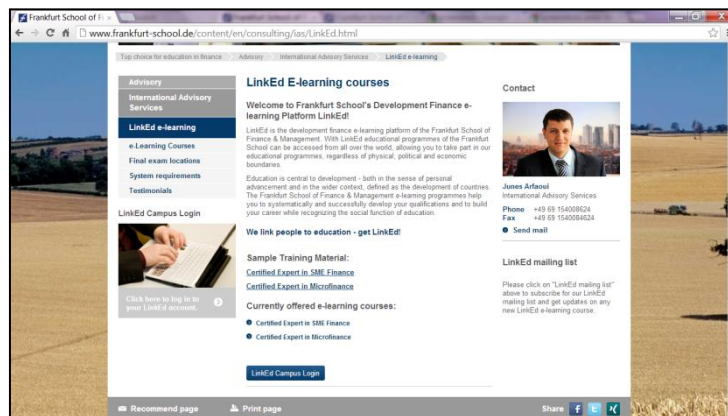 Frankfurt School of Fi
www.frankfurt-school.de/content/en/consulting/ias/LinkEd.html
Top choice for education in finance
Advisory
International Advisory Services
LinkEd e-learning
Advisory
International Advisory
Services
LinkEd e-learning
e-Learning Courses
Final exam locations
System requirements
Testimonials
LinkEd Campus Login
Click here to log in to
your LinkEd account.
LinkEd E-learning courses
Welcome to Frankfurt School's Development Finance e-
learning Platform LinkEd!
LinkEd is the development finance e-learning platform of the Frankfurt School of
Finance & Management. With LinkEd educational programmes of the Frankfurt
School can be accessed from all over the world, allowing you to take part in our
educational programmes, regardless of physical, political and economic
boundaries.
Education is central to development - both in the sense of personal
advancement and in the wider context, defined as the development of countries.
The Frankfurt School of Finance & Management e-learning programmes help
you to systematically and successfully develop your qualifications and to build
your career while recognizing the social function of education.
We link people to education - get LinkEd!
Sample Training Material:
Certified Expert in SME Finance
Certified Expert in Microfinance
Currently offered e-learning courses:
Certified Expert in SME Finance
Certified Expert in Microfinance
LinkEd Campus Login
Contact
Junes Arfaoui
International Advisory Services
Phone +49 69 154008624
Fax +49 69 1540084624
Send mail
LinkEd mailing list
Please click on "LinkEd mailing list"
above to subscribe for our LinkEd
mailing list and get updates on any
new LinkEd e-learning course.
Recommend page
Print page
Share